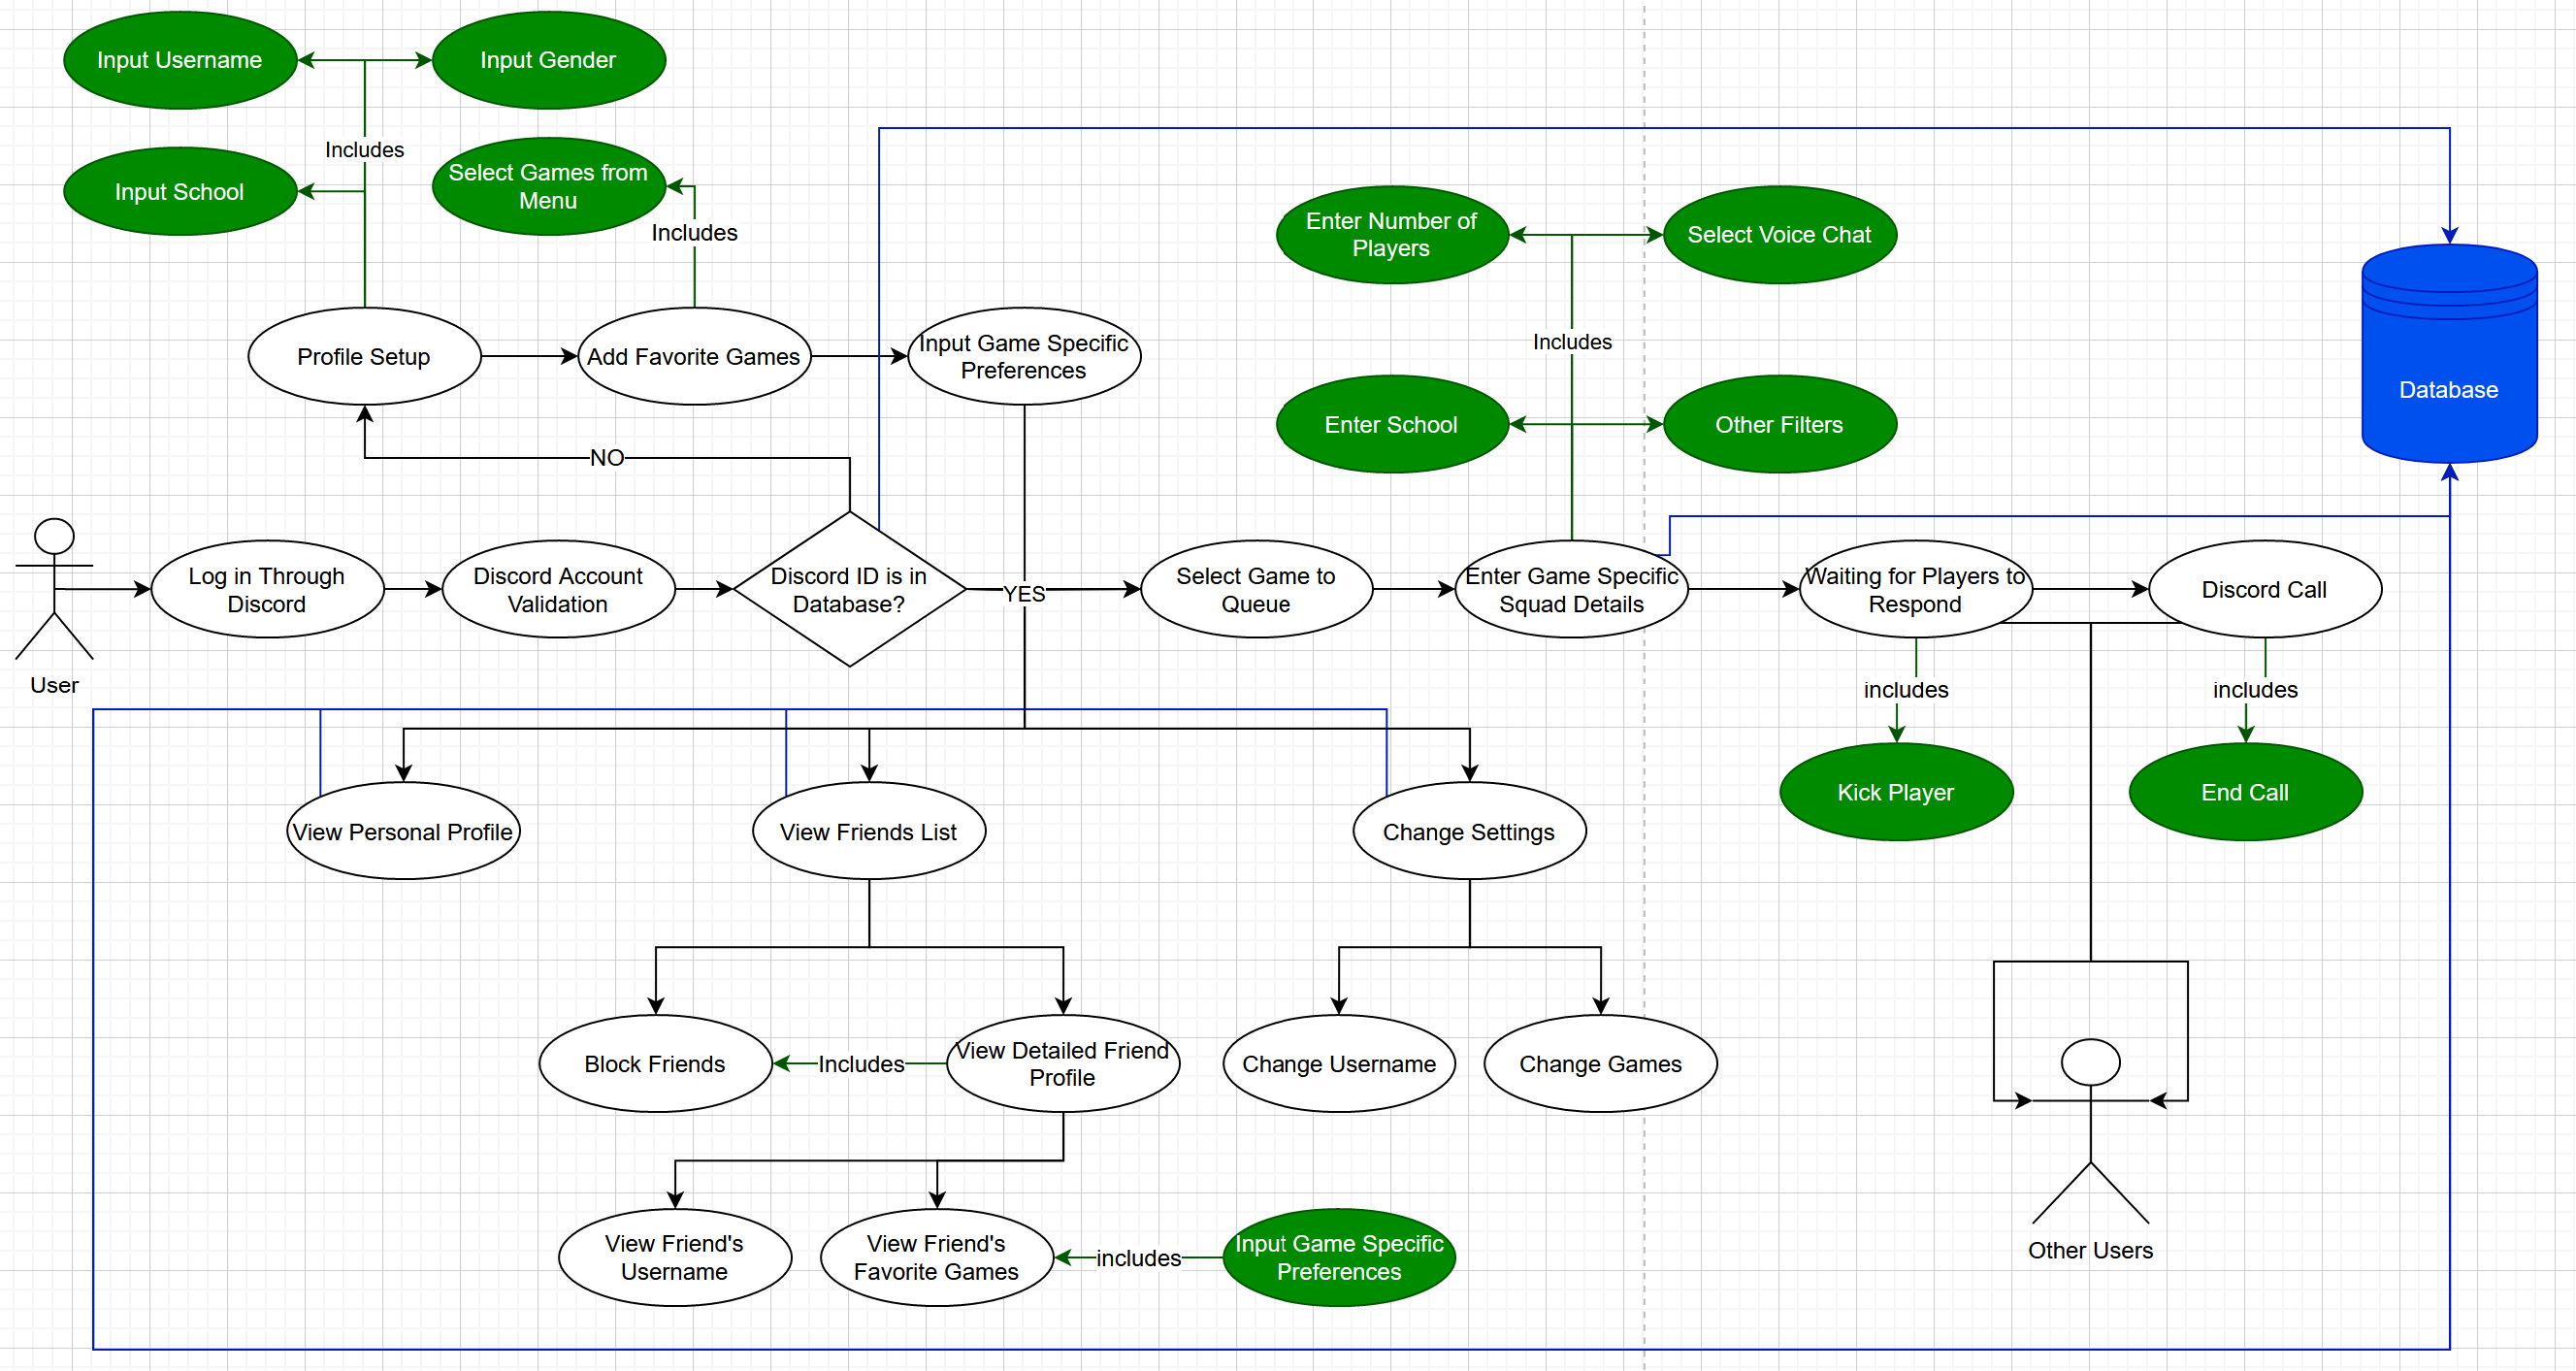 Input Username
Input Gender
Includes
Input School
Select Games from
Menu
Includes
Enter Number of
Players
Select Voice Chat
Includes
Profile Setup
Add Favorite Games
Input Game Specific
Preferences
Database
Enter School
Other Filters
NO
User
Log in Through
Discord
Discord Account
Validation
Discord ID is in
Database?
YES
Select Game to
Queue
Enter Game Specific
Squad Details
Waiting for Players to
Respond
Discord Call
includes
includes
Kick Player
End Call
View Personal Profile
View Friends List
Change Settings
Block Friends
Includes
View Detailed Friend
Profile
Change Username
Change Games
View Friend's
Username
View Friend's
Favorite Games
includes
Input Game Specific
Preferences
Other Users